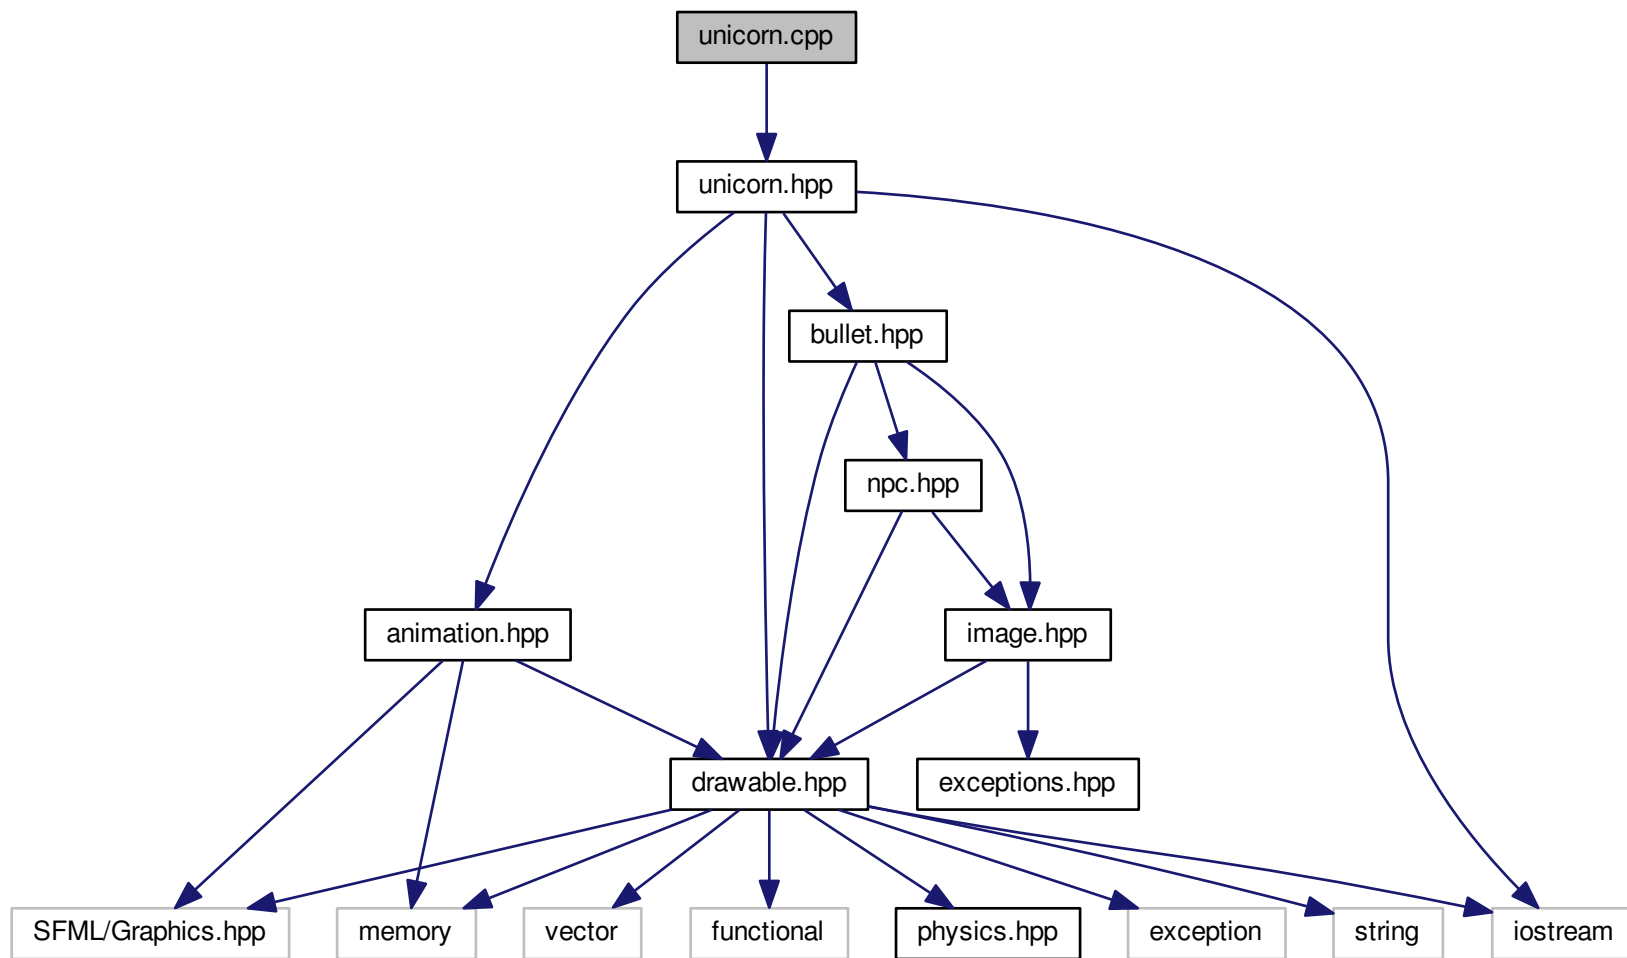 unicorn.cpp
unicorn.hpp
bullet.hpp
npc.hpp
animation.hpp
image.hpp
drawable.hpp
exceptions.hpp
SFML/Graphics.hpp
memory
vector
functional
physics.hpp
exception
string
iostream